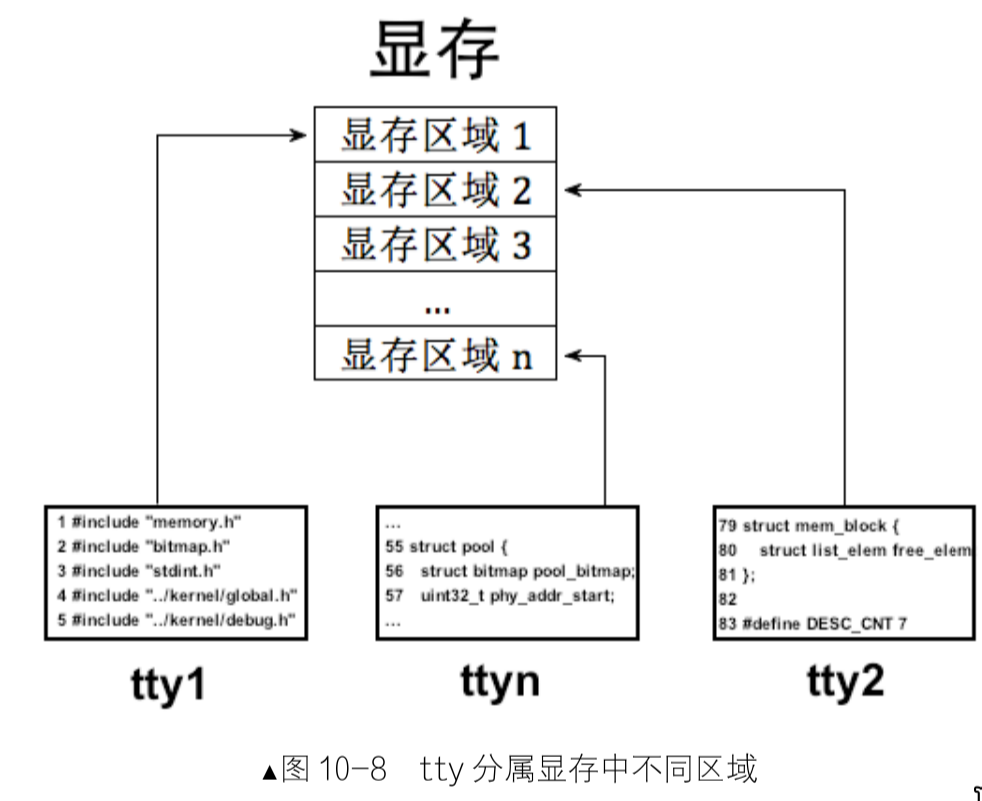 显存
显存区域 1
显存区域 2
显存区域 3
...
显存区域 n
1 #include "memory.h"
2 #include "bitmap.h"
3 #include "stdint.h"
4 #include "../kernel/global.h"
5 #include "../kernel/debug.h"
tty1
...
55 struct pool {
56 struct bitmap pool_bitmap;
57 uint32_t phy_addr_start;
...
ttyn
79 struct mem_block {
80 struct list_elem free_elem
81 };
82
83 #define DESC_CNT 7
tty2
▲图 10-8 tty 分属显存中不同区域